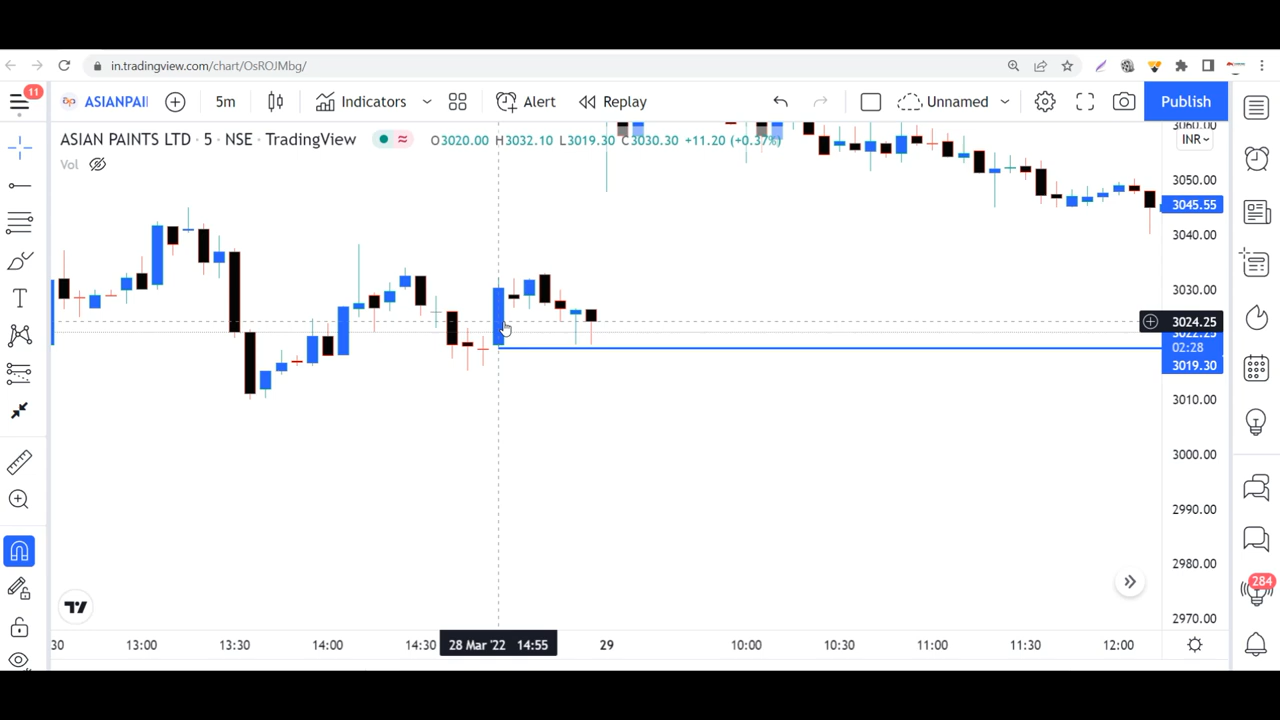 in.tradingview.com/chart/OsROJMbg/
11
ASIANPAI
5m
Indicators
Alert
Replay
Unnamed
Publish
ASIAN PAINTS LTD · 5 · NSE · TradingView
O3020.00 H3032.10 L3019.30 C3030.30 +11.20 (+0.37%)
Vol
3060.00
INR
3050.00
3045.55
3040.00
3030.00
3024.25
3022.25
02:28
3019.30
3010.00
3000.00
2990.00
2980.00
2970.00
284
:30
13:00
13:30
14:00
14:30
28 Mar '22 14:55
29
10:00
10:30
11:00
11:30
12:00